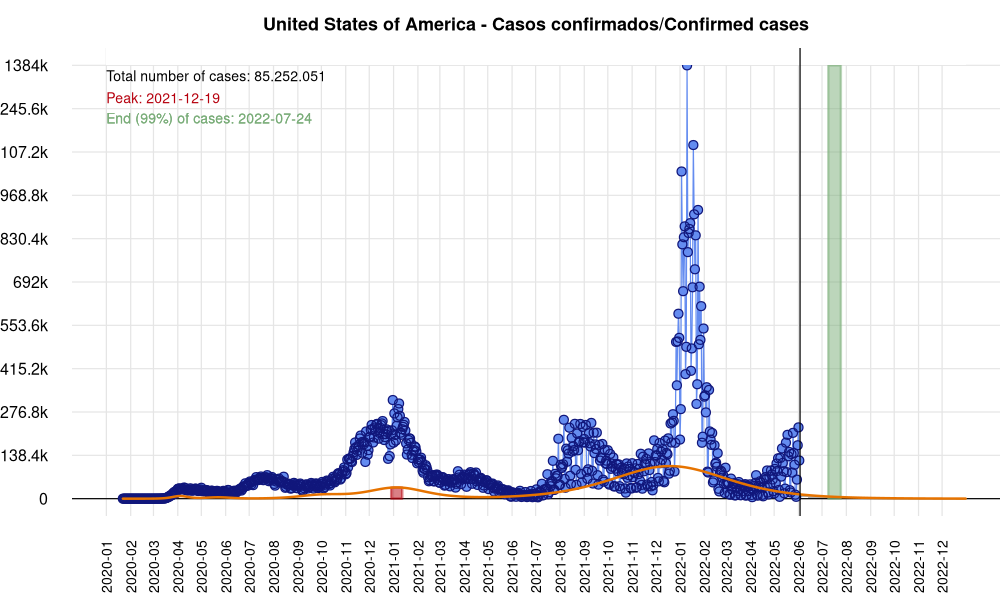 United States of America - Casos confirmados/Confirmed cases
Total number of cases: 85.252.051
Peak: 2021-12-19
End (99%) of cases: 2022-07-24
1384k
245.6k
107.2k
968.8k
830.4k
692k
553.6k
415.2k
276.8k
138.4k
0
2020-01
2020-02
2020-03
2020-04
2020-05
2020-06
2020-07
2020-08
2020-09
2020-10
2020-11
2020-12
2021-01
2021-02
2021-03
2021-04
2021-05
2021-06
2021-07
2021-08
2021-09
2021-10
2021-11
2021-12
2022-01
2022-02
2022-03
2022-04
2022-05
2022-06
2022-07
2022-08
2022-09
2022-10
2022-11
2022-12